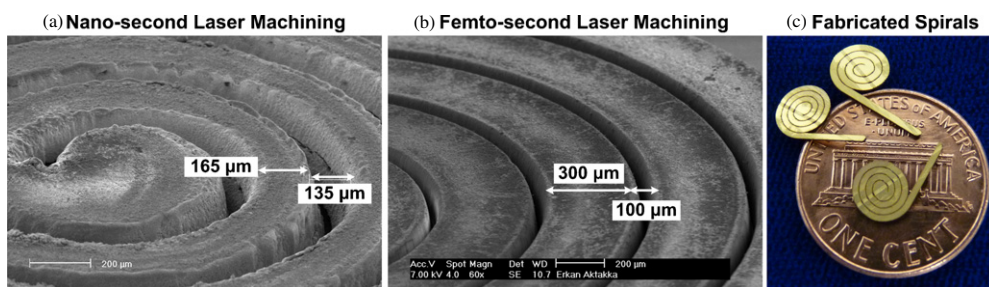 (a) Nano-second Laser Machining
(b) Femto-second Laser Machining
(c) Fabricated Spirals
165 µm
135 µm
200 µm
300 µm
100 µm
Acc.V Spot Magn Det WD
7.00 kV 4.0 60x SE 10.7 Erkan Aktakka
200 µm
UNITED STATES OF AMERICA
E·PLURIBUS
UNUM
ONE CENT